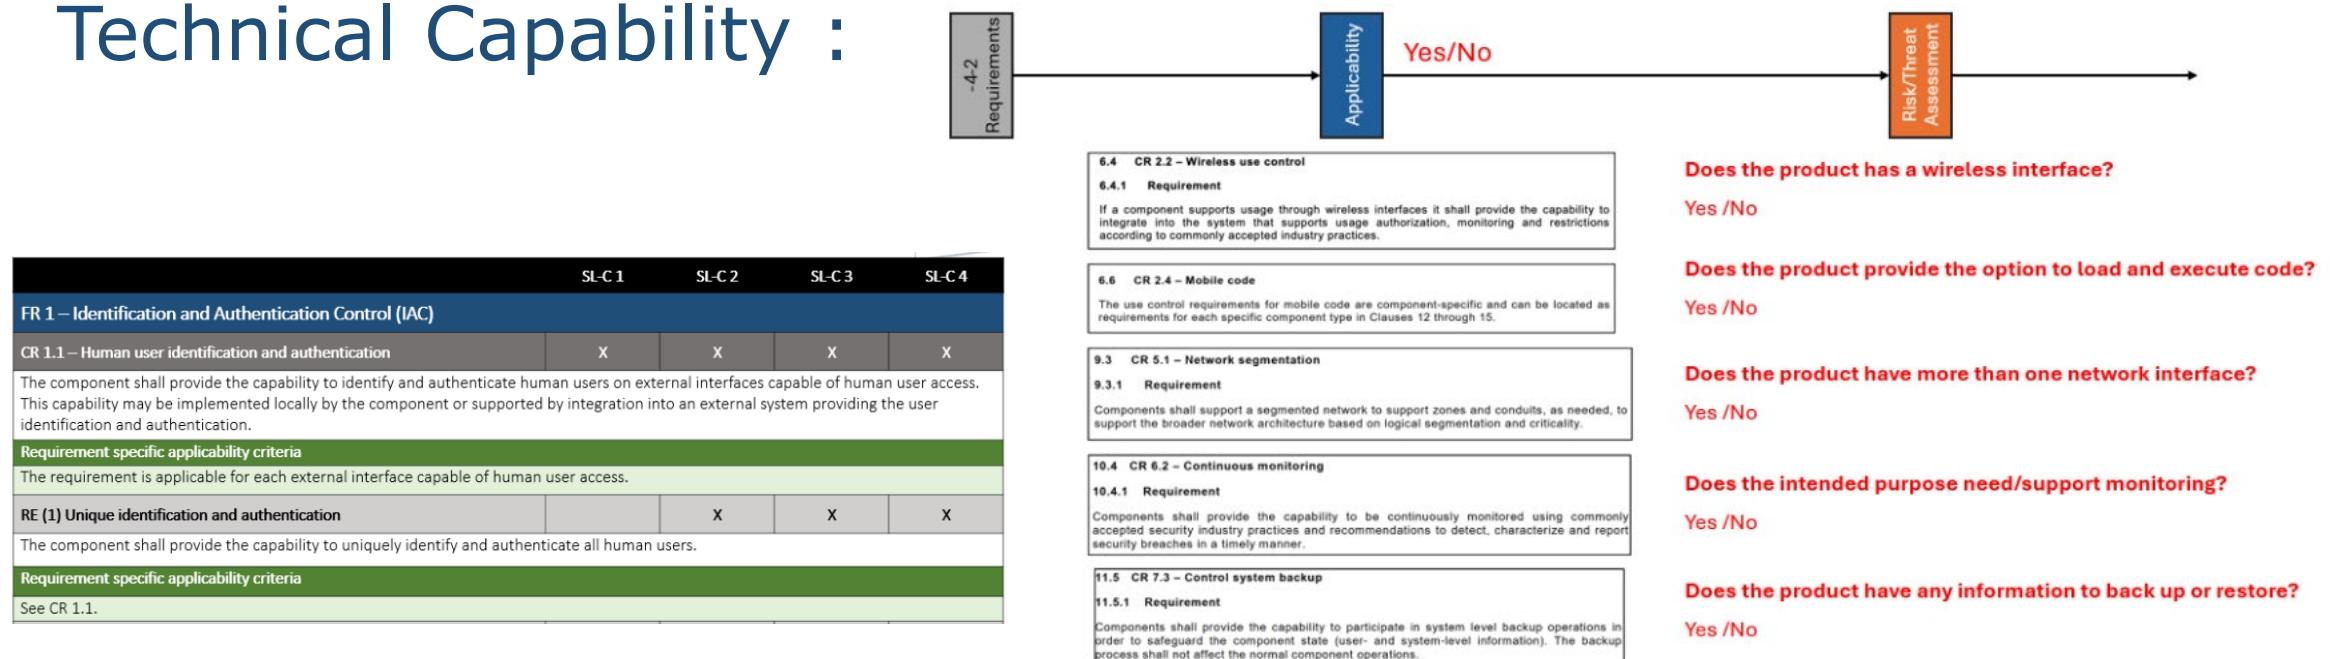 Technical Capability :
-4-2
Requirements
Applicability
Yes/No
Risk/Threat
Assessment
SL-C 1 SL-C 2 SL-C 3 SL-C 4
FR 1 – Identification and Authentication Control (IAC)
CR 1.1 – Human user identification and authentication X X X X
The component shall provide the capability to identify and authenticate human users on external interfaces capable of human user access.
This capability may be implemented locally by the component or supported by integration into an external system providing the user
identification and authentication.
Requirement specific applicability criteria
The requirement is applicable for each external interface capable of human user access.
RE (1) Unique identification and authentication X X X
The component shall provide the capability to uniquely identify and authenticate all human users.
Requirement specific applicability criteria
See CR 1.1.
6.4 CR 2.2 – Wireless use control
6.4.1 Requirement
If a component supports usage through wireless interfaces it shall provide the capability to
integrate into the system that supports usage authorization, monitoring and restrictions
according to commonly accepted industry practices.
Does the product has a wireless interface?
Yes /No
6.6 CR 2.4 – Mobile code
The use control requirements for mobile code are component-specific and can be located as
requirements for each specific component type in Clauses 12 through 15.
Does the product provide the option to load and execute code?
Yes /No
9.3 CR 5.1 – Network segmentation
9.3.1 Requirement
Components shall support a segmented network to support zones and conduits, as needed, to
support the broader network architecture based on logical segmentation and criticality.
Does the product have more than one network interface?
Yes /No
10.4 CR 6.2 – Continuous monitoring
10.4.1 Requirement
Components shall provide the capability to be continuously monitored using commonly
accepted security industry practices and recommendations to detect, characterize and report
security breaches in a timely manner.
Does the intended purpose need/support monitoring?
Yes /No
11.5 CR 7.3 – Control system backup
11.5.1 Requirement
Components shall provide the capability to participate in system level backup operations in
order to safeguard the component state (user- and system-level information). The backup
process shall not affect the normal component operations.
Does the product have any information to back up or restore?
Yes /No